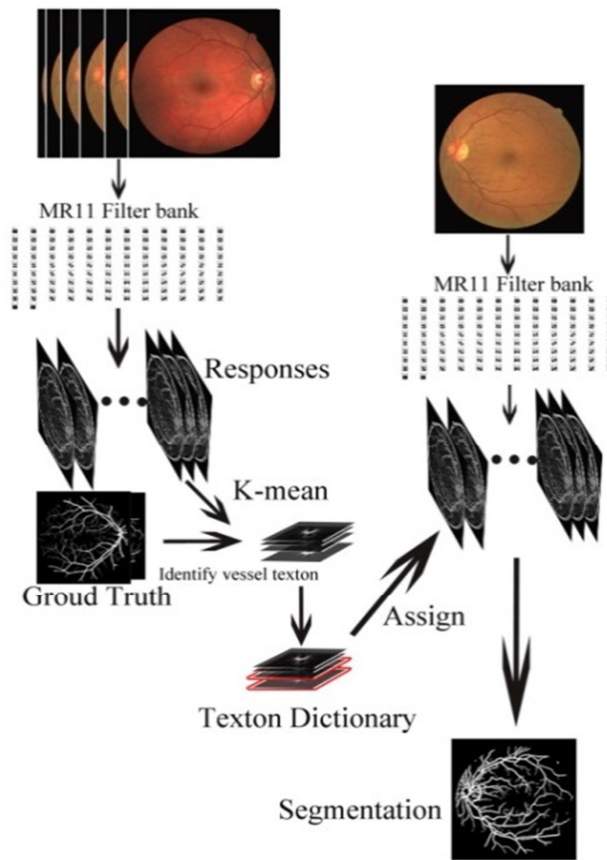 MR11 Filter bank
MR11 Filter bank
Responses
K-mean
Identify vessel texton
Groud Truth
Assign
Texton Dictionary
Segmentation